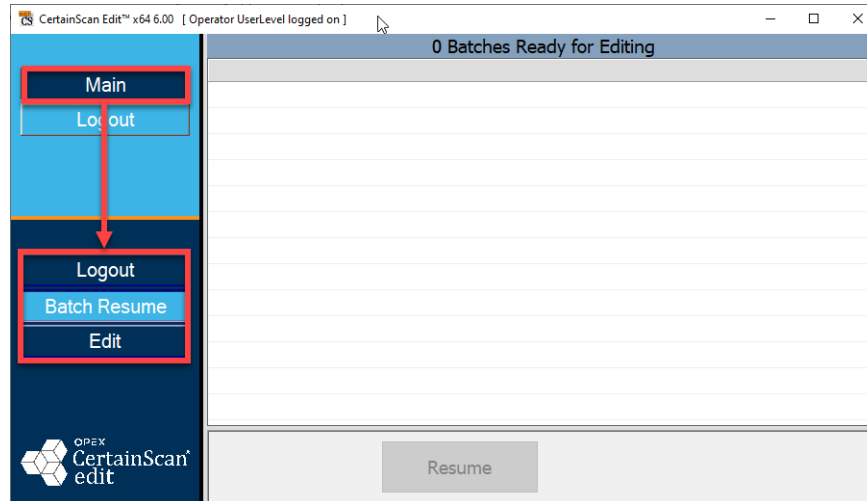 CS
CertainScan Edit™ x64 6.00 [ Operator UserLevel logged on ]
0 Batches Ready for Editing
Main
Logout
Logout
Batch Resume
Edit
OPEX
CertainScan®
edit
Resume